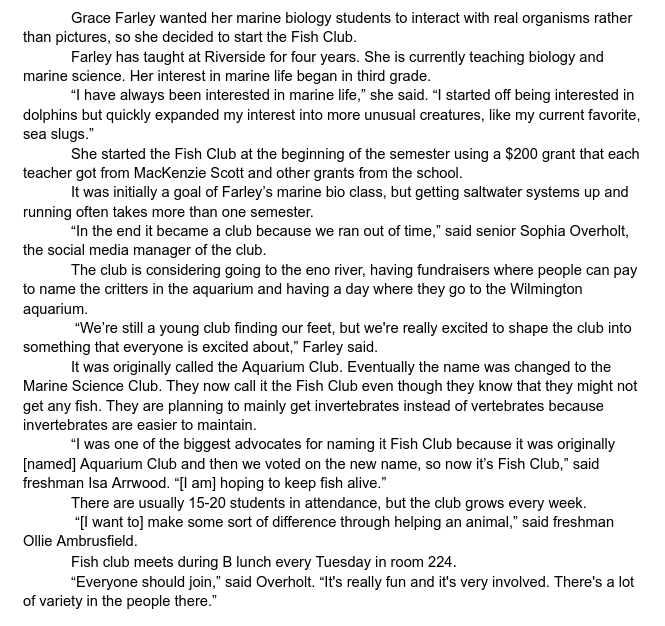 Grace Farley wanted her marine biology students to interact with real organisms rather
than pictures, so she decided to start the Fish Club.
Farley has taught at Riverside for four years. She is currently teaching biology and
marine science. Her interest in marine life began in third grade.
“I have always been interested in marine life,” she said. “I started off being interested in
dolphins but quickly expanded my interest into more unusual creatures, like my current favorite,
sea slugs.”
She started the Fish Club at the beginning of the semester using a $200 grant that each
teacher got from MacKenzie Scott and other grants from the school.
It was initially a goal of Farley’s marine bio class, but getting saltwater systems up and
running often takes more than one semester.
“In the end it became a club because we ran out of time,” said senior Sophia Overholt,
the social media manager of the club.
The club is considering going to the eno river, having fundraisers where people can pay
to name the critters in the aquarium and having a day where they go to the Wilmington
aquarium.
“We’re still a young club finding our feet, but we're really excited to shape the club into
something that everyone is excited about,” Farley said.
It was originally called the Aquarium Club. Eventually the name was changed to the
Marine Science Club. They now call it the Fish Club even though they know that they might not
get any fish. They are planning to mainly get invertebrates instead of vertebrates because
invertebrates are easier to maintain.
“I was one of the biggest advocates for naming it Fish Club because it was originally
[named] Aquarium Club and then we voted on the new name, so now it’s Fish Club,” said
freshman Isa Arrwood. “[I am] hoping to keep fish alive.”
There are usually 15-20 students in attendance, but the club grows every week.
“[I want to] make some sort of difference through helping an animal,” said freshman
Ollie Ambrusfield.
Fish club meets during B lunch every Tuesday in room 224.
“Everyone should join,” said Overholt. “It's really fun and it's very involved. There's a lot
of variety in the people there.”